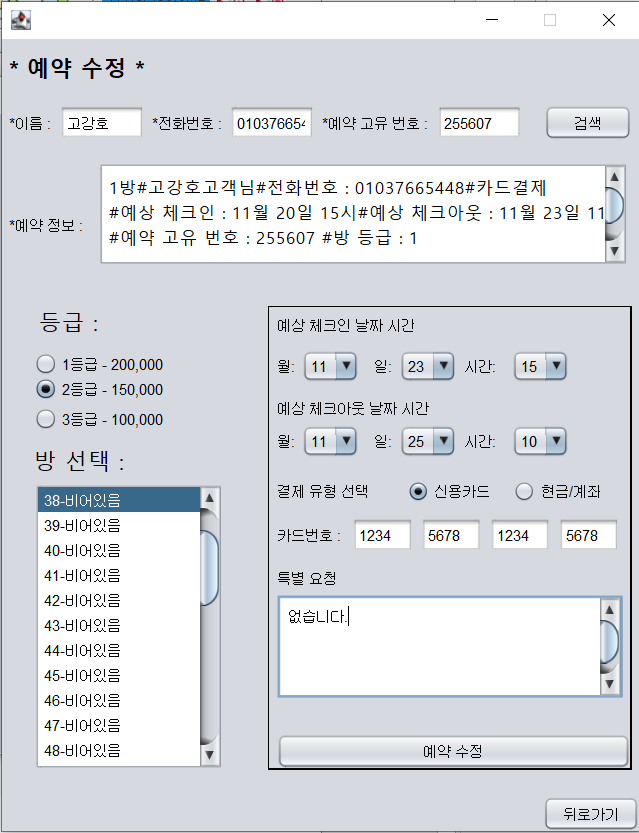 * 예약 수정 *
*이름 : 고강호 *전화번호 : 010376654 *예약 고유 번호 : 255607 검색
*예약 정보 :
1방#고강호고객님#전화번호 : 01037665448#카드결제
#예상 체크인 : 11월 20일 15시#예상 체크아웃 : 11월 23일 11
#예약 고유 번호 : 255607 #방 등급 : 1
등급 :
1등급 - 200,000
2등급 - 150,000
3등급 - 100,000
방 선택 :
38-비어있음
39-비어있음
40-비어있음
41-비어있음
42-비어있음
43-비어있음
44-비어있음
45-비어있음
46-비어있음
47-비어있음
48-비어있음
예상 체크인 날짜 시간
월: 11 일: 23 시간: 15
예상 체크아웃 날짜 시간
월: 11 일: 25 시간: 10
결제 유형 선택 신용카드 현금/계좌
카드번호 : 1234 5678 1234 5678
특별 요청
없습니다.
예약 수정
뒤로가기